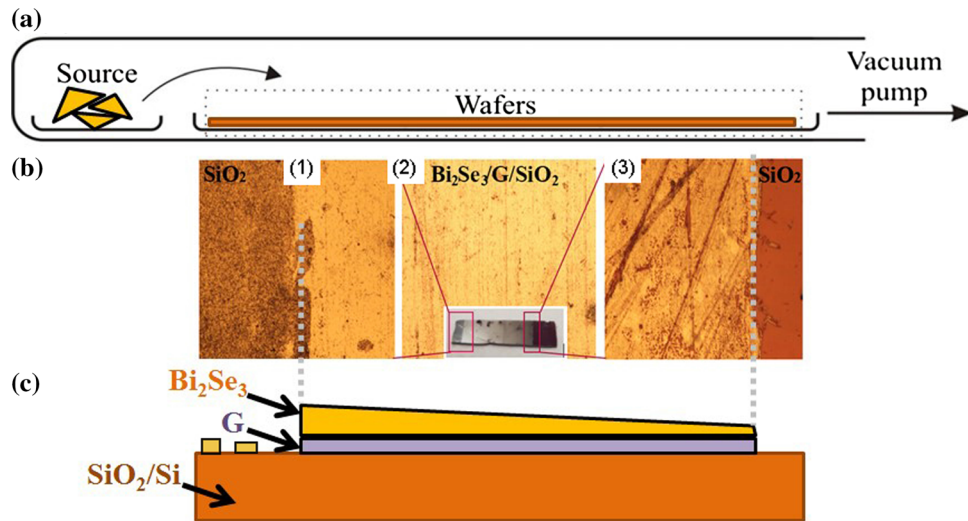 (a)
Source
Wafers
Vacuum
pump
(b)
SiO₂
(1)
(2)
Bi₂Se₃/G/SiO₂
(3)
SiO₂
(c)
Bi₂Se₃
G
SiO₂/Si